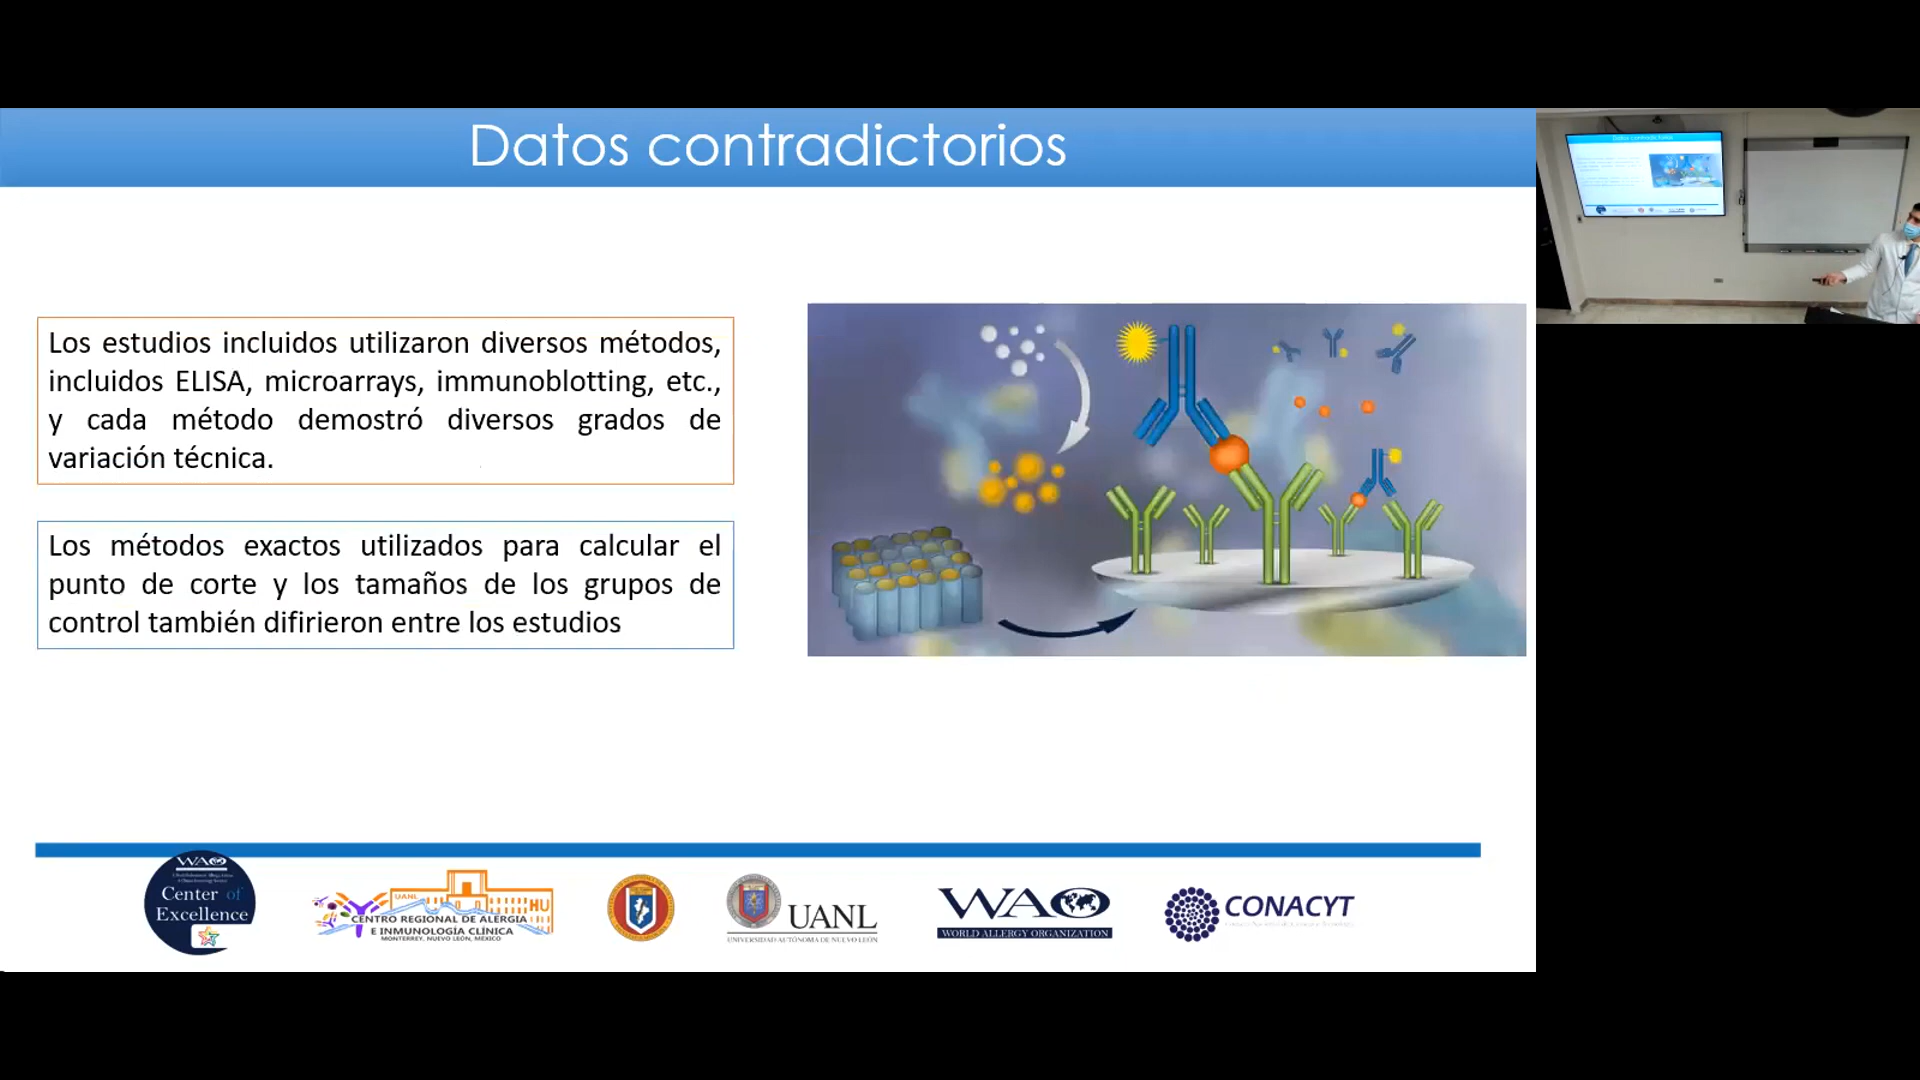 Datos contradictorios
Los estudios incluidos utilizaron diversos métodos,
incluidos ELISA, microarrays, immunoblotting, etc.,
y cada método demostró diversos grados de
variación técnica.
Los métodos exactos utilizados para calcular el
punto de corte y los tamaños de los grupos de
control también difirieron entre los estudios
Datos contradictorios
WAO
Center of
Excellence
UANL
HU
CENTRO REGIONAL DE ALERGIA
E INMUNOLOGÍA CLÍNICA
MONTERREY, NUEVO LEÓN, MÉXICO
UANL
UNIVERSIDAD AUTÓNOMA DE NUEVO LEÓN
WAO
WORLD ALLERGY ORGANIZATION
CONACYT